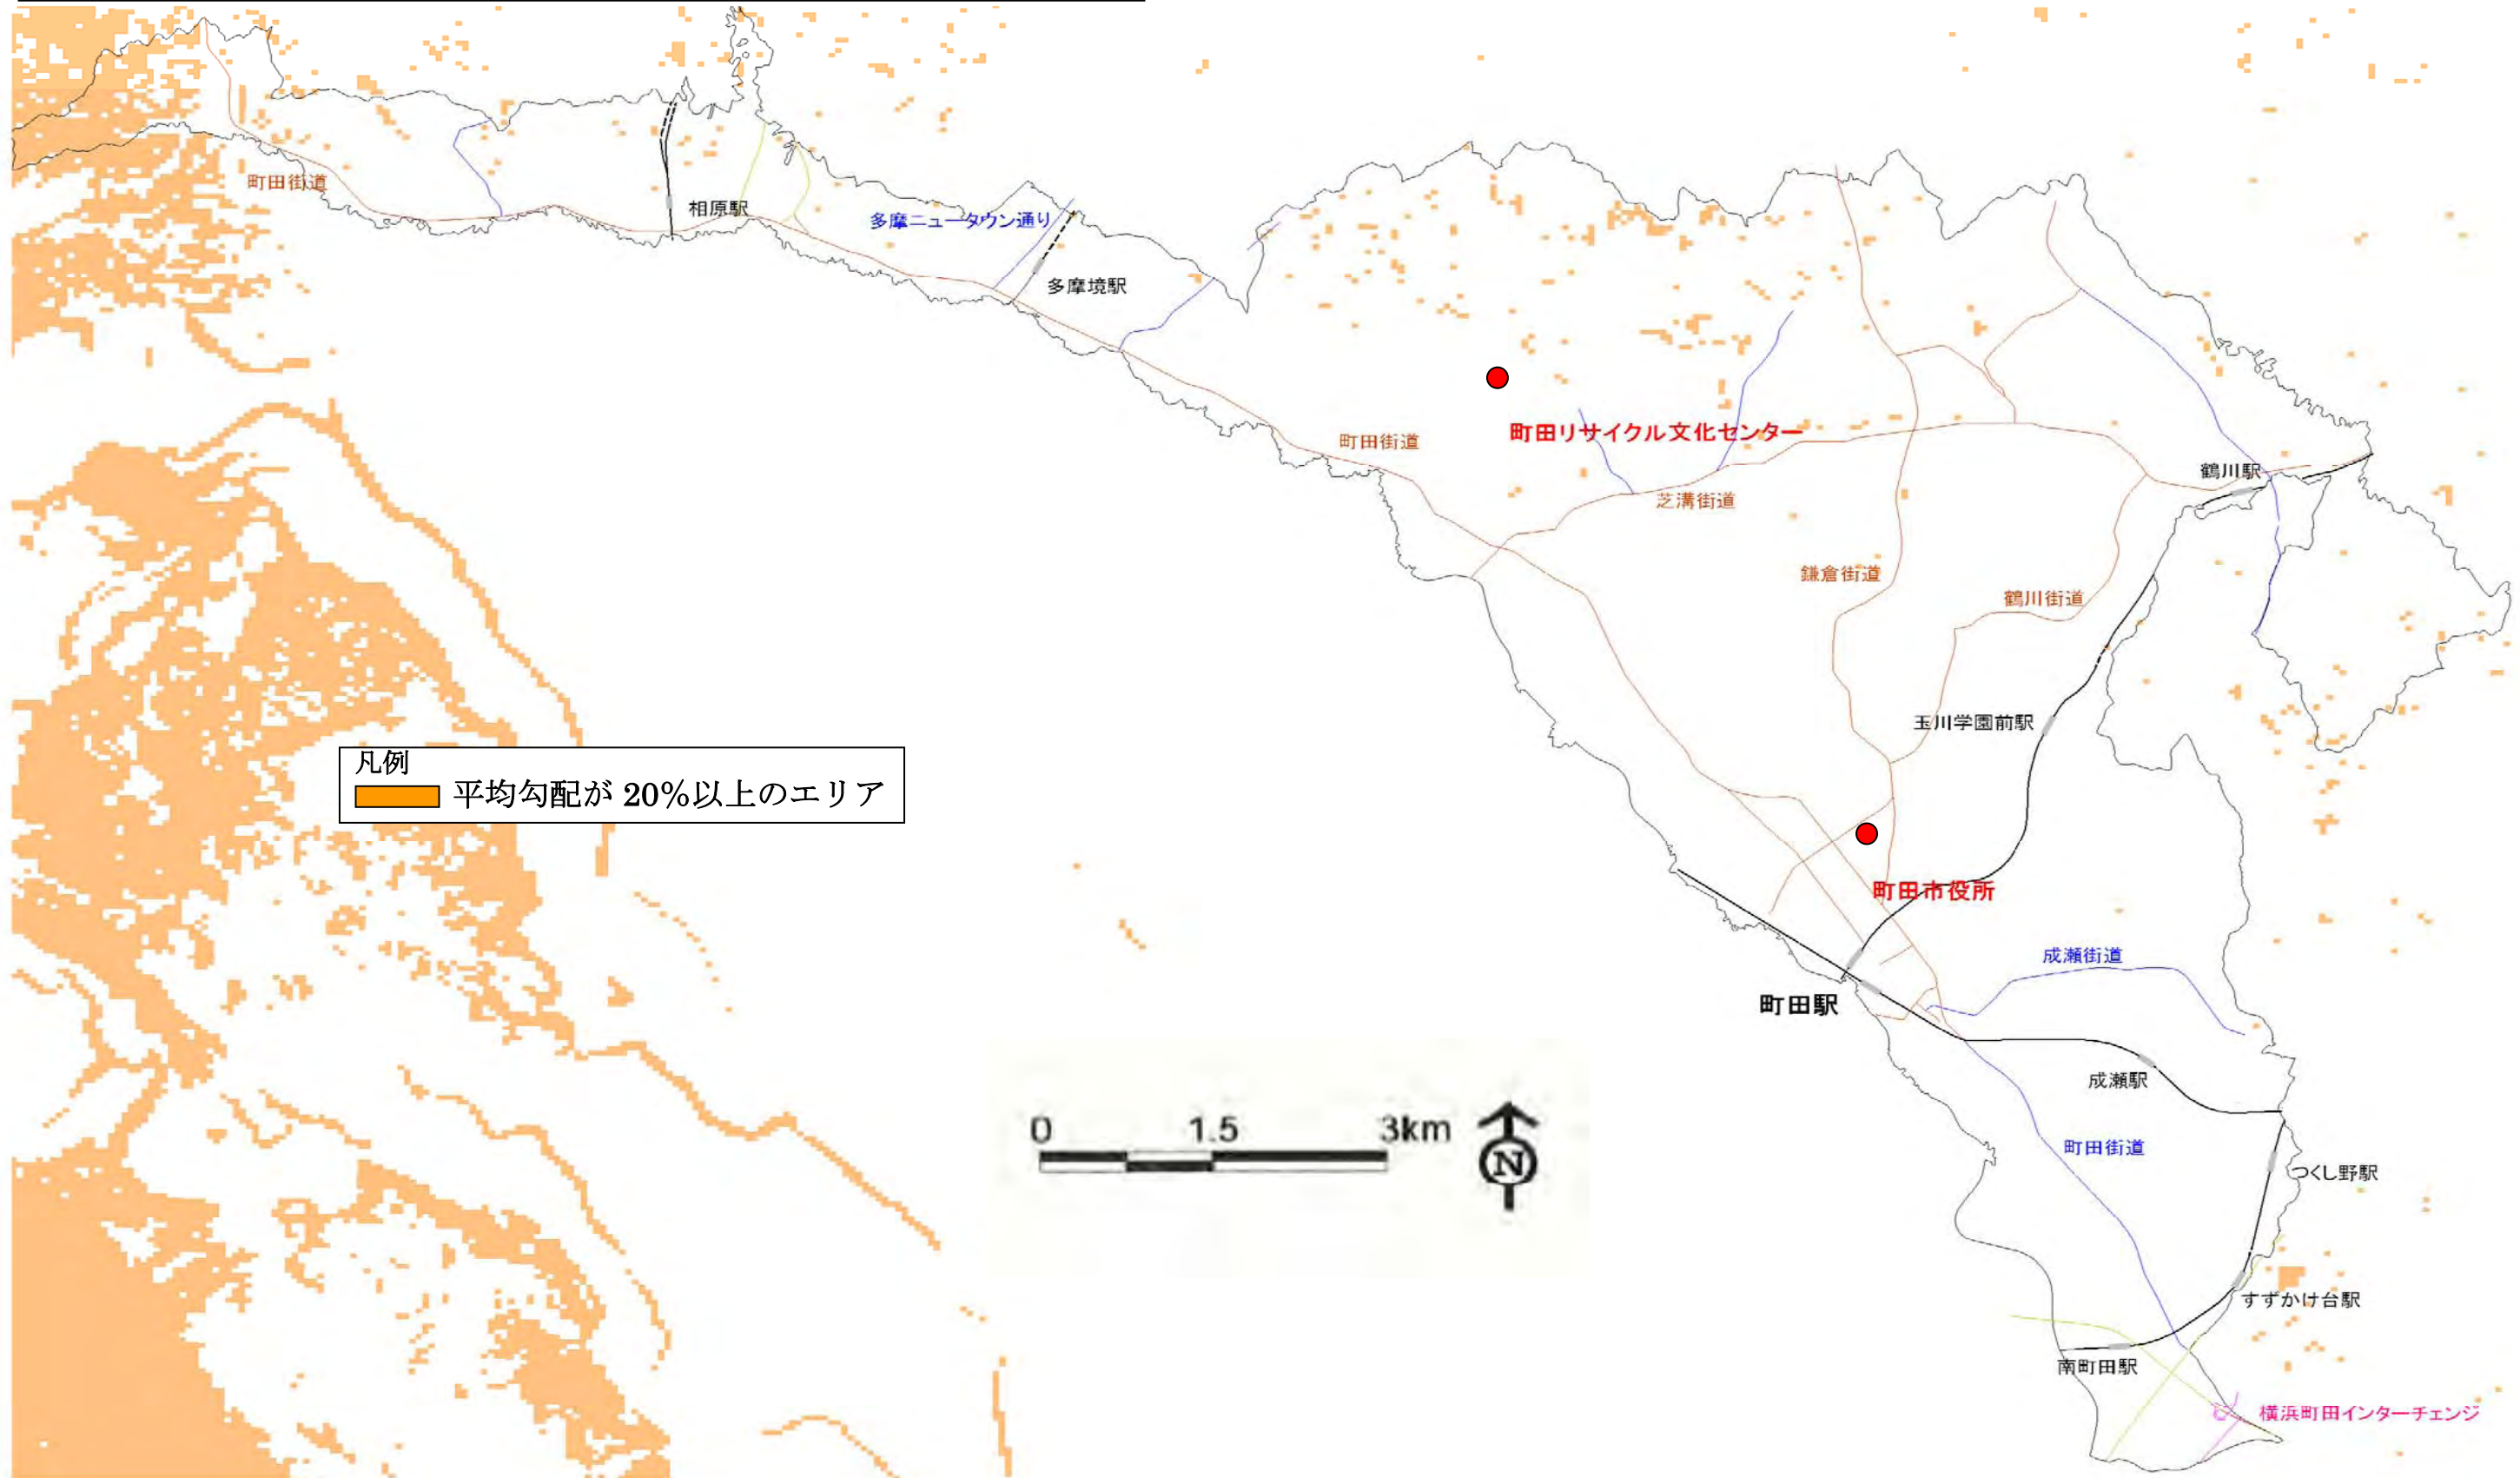 町田街道
相原駅
多摩ニュータウン通り
多摩境駅
町田街道
町田リサイクル文化センター
鶴川駅
芝溝街道
鎌倉街道
鶴川街道
玉川学園前駅
凡例
平均勾配が 20%以上のエリア
町田市役所
成瀬街道
町田駅
成瀬駅
0 1.5 3km
N
町田街道
つくし野駅
すずかけ台駅
南町田駅
横浜町田インターチェンジ